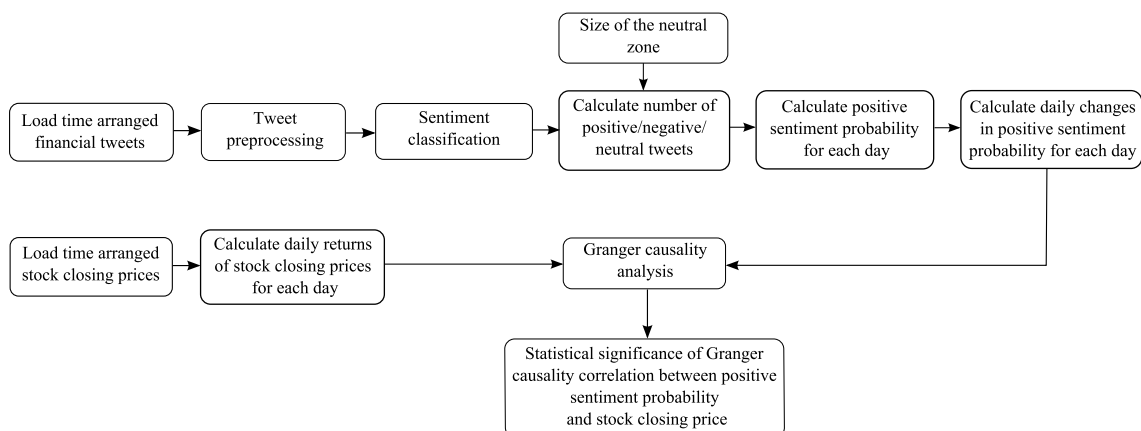 Size of the neutral
zone
Load time arranged
financial tweets
Tweet
preprocessing
Sentiment
classification
Calculate number of
positive/negative/
neutral tweets
Calculate positive
sentiment probability
for each day
Calculate daily changes
in positive sentiment
probability for each day
Load time arranged
stock closing prices
Calculate daily returns
of stock closing prices
for each day
Granger causality
analysis
Statistical significance of Granger
causality correlation between positive
sentiment probability
and stock closing price